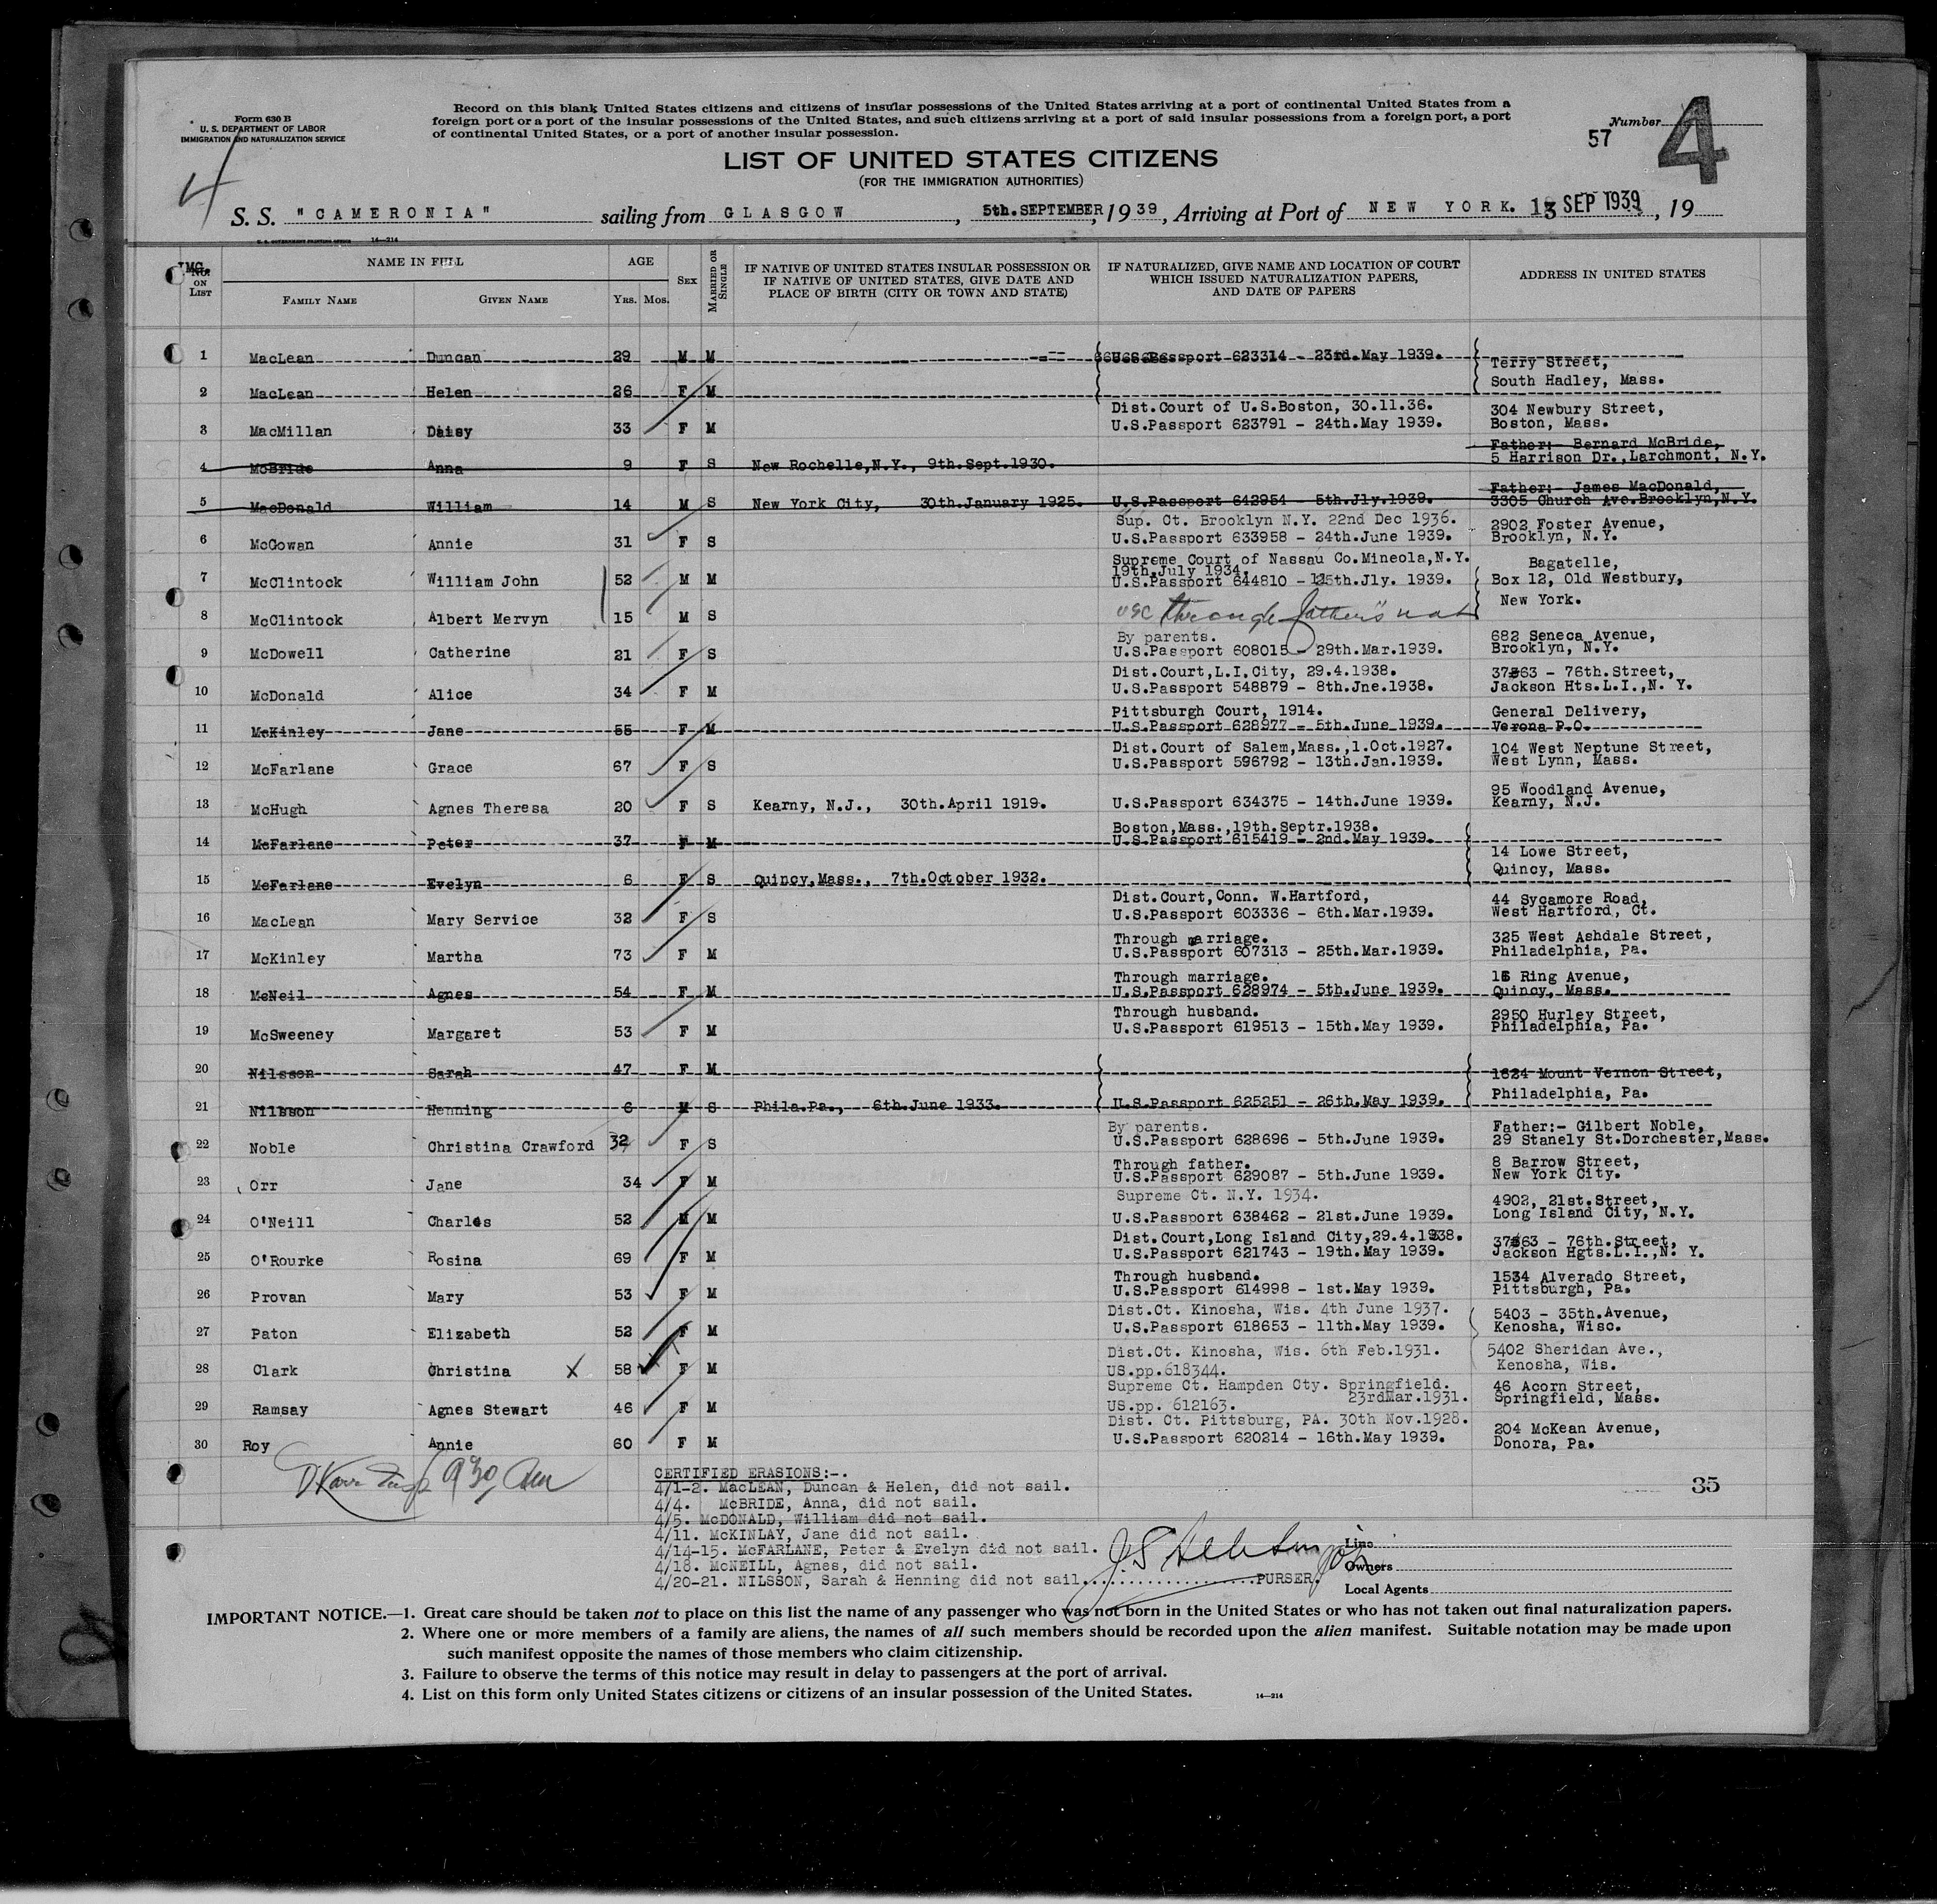 Form 630 B
U. S. DEPARTMENT OF LABOR
IMMIGRATION AND NATURALIZATION SERVICE
Record on this blank United States citizens and citizens of insular possessions of the United States arriving at a port of continental United States from a
foreign port or a port of the insular possessions of the United States, and such citizens arriving at a port of said insular possessions from a foreign port, a port
of continental United States, or a port of another insular possession.
Number
57
4
4
LIST OF UNITED STATES CITIZENS
(FOR THE IMMIGRATION AUTHORITIES)
S. S. "CAMERONIA" sailing from GLASGOW, 5th.SEPTEMBER, 1939, Arriving at Port of NEW YORK. 13 SEP 1939, 19
U. S. GOVERNMENT PRINTING OFFICE 14—214
No. ON LIST
NAME IN FULL
FAMILY NAME
GIVEN NAME
AGE
YRS. MOS.
SEX
MARRIED OR SINGLE
IF NATIVE OF UNITED STATES INSULAR POSSESSION OR
IF NATIVE OF UNITED STATES, GIVE DATE AND
PLACE OF BIRTH (CITY OR TOWN AND STATE)
IF NATURALIZED, GIVE NAME AND LOCATION OF COURT
WHICH ISSUED NATURALIZATION PAPERS,
AND DATE OF PAPERS
ADDRESS IN UNITED STATES
1 MacLean Duncan 29 M M U.S.Passport 623314 - 23rd.May 1939. Terry Street,
2 MacLean Helen 26 F M South Hadley, Mass.
Dist.Court of U.S.Boston, 30.11.36. 304 Newbury Street,
3 MacMillan Daisy 33 F M U.S.Passport 623791 - 24th.May 1939. Boston, Mass.
Father:- Bernard McBride,
4 McBride Anna 9 F S New Rochelle,N.Y., 9th.Sept.1930. 5 Harrison Dr.,Larchmont, N.Y.
Father:- James MacDonald,
5 MacDonald William 14 M S New York City, 30th.January 1925. U.S.Passport 642954 - 5th.Jly.1939. 3305 Church Ave.Brooklyn,N.Y.
Sup. Ct. Brooklyn N.Y. 22nd Dec 1936. 2902 Foster Avenue,
6 McGowan Annie 31 F S U.S.Passport 633958 - 24th.June 1939. Brooklyn, N.Y.
Supreme Court of Nassau Co.Mineola,N.Y. Bagatelle,
19th.July 1934.
7 McClintock William John 52 M M U.S.Passport 644810 - 15th.Jly. 1939. Box 12, Old Westbury,
New York.
8 McClintock Albert Mervyn 15 M S USC through father's nat
By parents. 682 Seneca Avenue,
9 McDowell Catherine 21 F S U.S.Passport 608015 - 29th.Mar.1939. Brooklyn, N.Y.
Dist.Court,L.I,City, 29.4.1938. 37563 - 76th.Street,
10 McDonald Alice 34 F M U.S.Passport 548879 - 8th.Jne.1938. Jackson Hts.L.I.,N. Y.
Pittsburgh Court, 1914. General Delivery,
11 McKinley Jane 55 F M U.S.Passport 628977 - 5th.June 1939. Verona P.O.
Dist.Court of Salem,Mass.,1.Oct.1927. 104 West Neptune Street,
12 McFarlane Grace 67 F S U.S.Passport 596792 - 13th.Jan.1939. West Lynn, Mass.
95 Woodland Avenue,
13 McHugh Agnes Theresa 20 F S Kearny, N.J., 30th.April 1919. U.S.Passport 634375 - 14th.June 1939. Kearny, N.J.
Boston,Mass.,19th.Septr.1938.
14 McFarlane Peter 37 M M U.S.Passport 615419 - 2nd.May 1939.
14 Lowe Street,
15 McFarlane Evelyn 6 F S Quincy,Mass., 7th.October 1932. Quincy, Mass.
Dist.Court,Conn. W.Hartford, 44 Sycamore Road,
16 MacLean Mary Service 32 F S U.S.Passport 603336 - 6th.Mar.1939. West Hartford, Ct.
Through marriage. 325 West Ashdale Street,
17 McKinley Martha 73 F M U.S.Passport 607313 - 25th.Mar.1939. Philadelphia, Pa.
Through marriage. 16 Ring Avenue,
18 McNeil Agnes 54 F M U.S.Passport 628974 - 5th.June 1939. Quincy, Mass.
Through husband. 2950 Hurley Street,
19 McSweeney Margaret 53 F M U.S.Passport 619513 - 15th.May 1939. Philadelphia, Pa.
20 Nilsson Sarah 47 F M 1624 Mount Vernon Street,
21 Nilsson Henning 6 M S Phila.Pa., 6th.June 1933. U.S.Passport 625251 - 26th.May 1939. Philadelphia, Pa.
By parents. Father:- Gilbert Noble,
22 Noble Christina Crawford 32 F S U.S.Passport 628696 - 5th.June 1939. 29 Stanely St.Dorchester,Mass.
Through father. 8 Barrow Street,
23 Orr Jane 34 F M U.S.Passport 629087 - 5th.June 1939. New York City.
Supreme Ct. N.Y. 1934. 4902, 21st.Street,
24 O'Neill Charles 52 M M U.S.Passport 638462 - 21st.June 1939. Long Island City, N.Y.
Dist.Court,Long Island City,29.4.1938. 37563 - 76th.Street,
25 O'Rourke Rosina 69 F M U.S.Passport 621743 - 19th.May 1939. Jackson Hgts.L.I.,N. Y.
Through husband. 1534 Alverado Street,
26 Provan Mary 53 F M U.S.Passport 614998 - 1st.May 1939. Pittsburgh, Pa.
Dist.Ct. Kinosha, Wis. 4th June 1937. 5403 - 35th.Avenue,
27 Paton Elizabeth 52 F M U.S.Passport 618653 - 11th.May 1939. Kenosha, Wisc.
Dist.Ct. Kinosha, Wis. 6th Feb.1931. 5402 Sheridan Ave.,
28 Clark Christina X 58 F M US.pp.618344. Kenosha, Wis.
Supreme Ct. Hampden Cty. Springfield. 46 Acorn Street,
23rdMar.1931. Springfield, Mass.
29 Ramsay Agnes Stewart 46 F M US.pp. 612163.
Dist. Ct. Pittsburg, PA. 30th Nov.1928. 204 McKean Avenue,
30 Roy Annie 60 F M U.S.Passport 620214 - 16th.May 1939. Donora, Pa.
930 am
35
CERTIFIED ERASIONS:-.
4/1-2. MacLEAN, Duncan & Helen, did not sail.
4/4. McBRIDE, Anna, did not sail.
4/5. McDONALD, William did not sail.
4/11. McKINLAY, Jane did not sail.
4/14-15. McFARLANE, Peter & Evelyn did not sail.
4/18. McNEILL, Agnes, did not sail.
4/20-21. NILSSON, Sarah & Henning did not sail....................PURSER.
Line
Owners
Local Agents
IMPORTANT NOTICE.—1. Great care should be taken not to place on this list the name of any passenger who was not born in the United States or who has not taken out final naturalization papers.
2. Where one or more members of a family are aliens, the names of all such members should be recorded upon the alien manifest. Suitable notation may be made upon
such manifest opposite the names of those members who claim citizenship.
3. Failure to observe the terms of this notice may result in delay to passengers at the port of arrival.
4. List on this form only United States citizens or citizens of an insular possession of the United States.
14—214